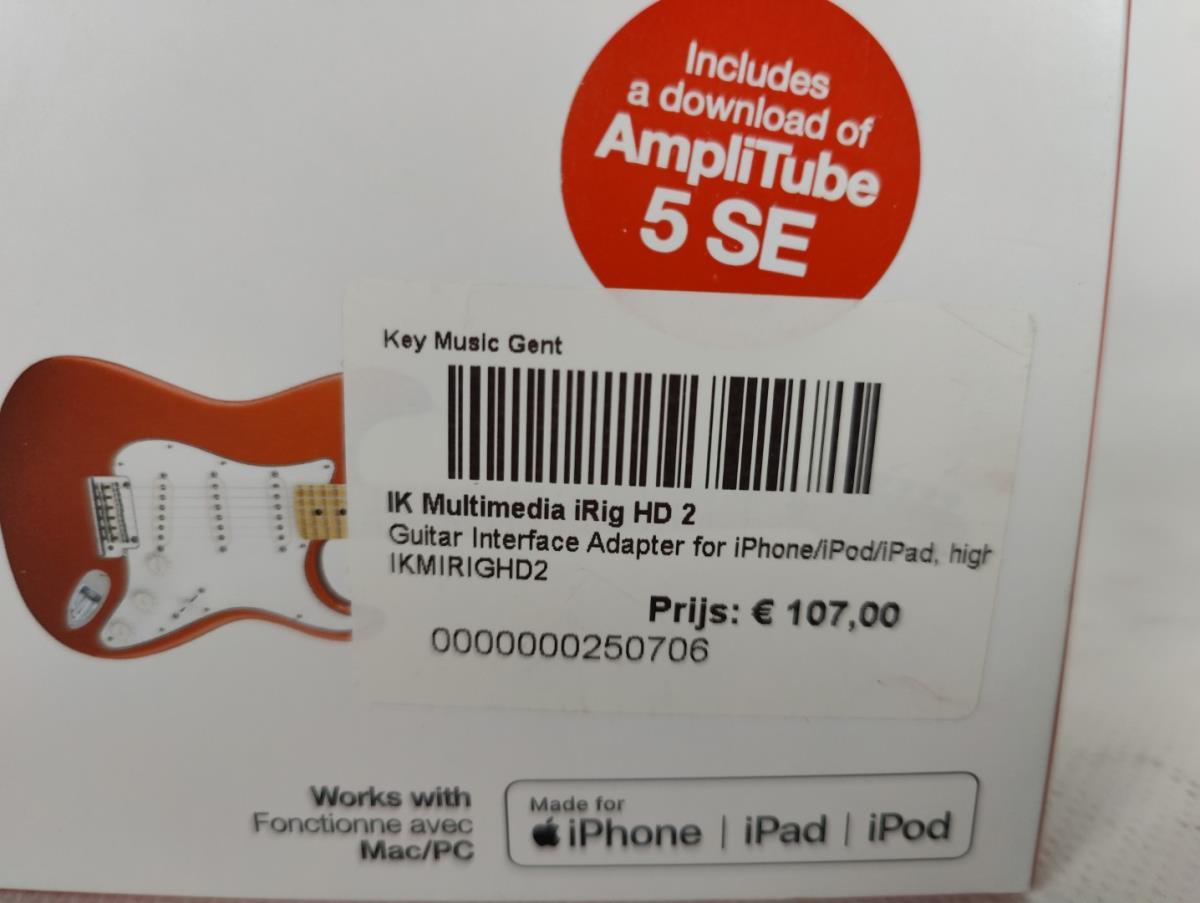 Includes
a download of
AmpliTube
5 SE
Key Music Gent
IK Multimedia iRig HD 2
Guitar Interface Adapter for iPhone/iPod/iPad, high
IKMIRIGHD2
Prijs: € 107,00
0000000250706
Works with
Fonctionne avec
Mac/PC
Made for
iPhone | iPad | iPod